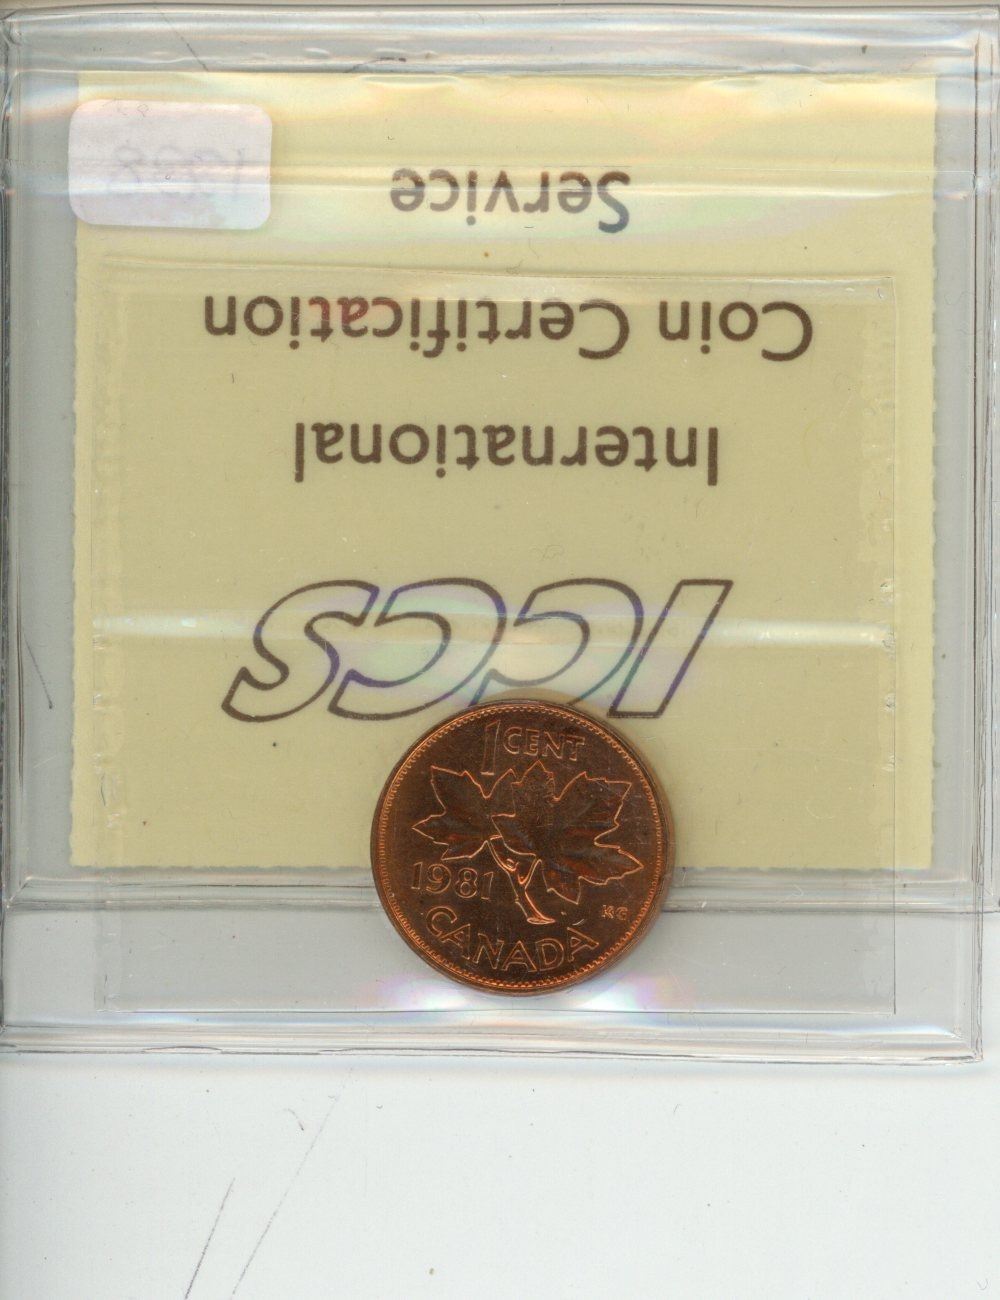 ICCS
International
Coin Certification
Service
1 CENT
1981
KG
CANADA